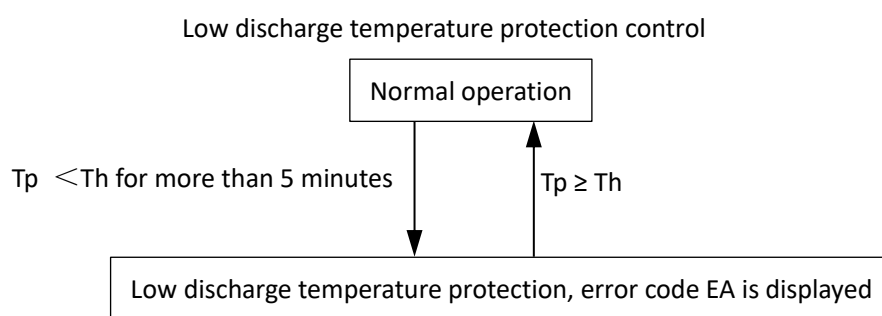 Low discharge temperature protection control
Normal operation
Tp ＜Th for more than 5 minutes
Tp ≥ Th
Low discharge temperature protection, error code EA is displayed